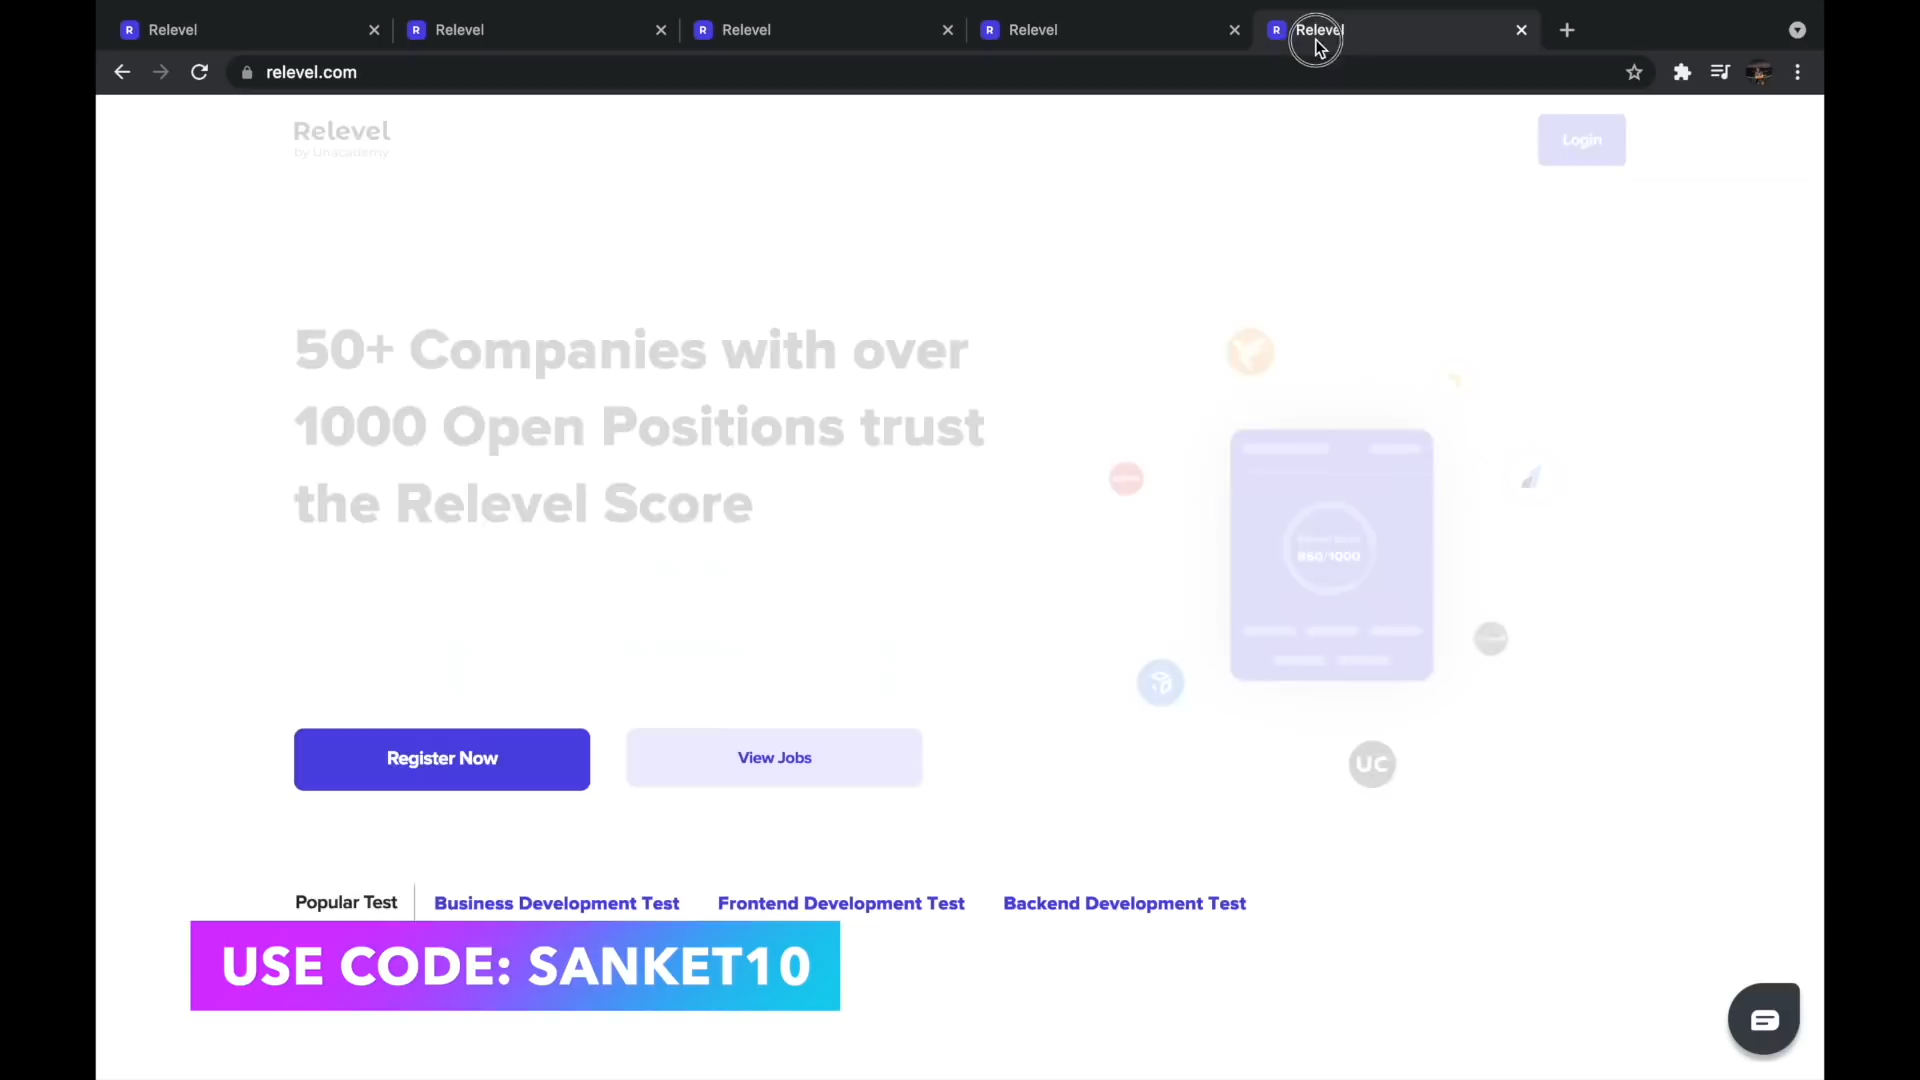 Relevel
Relevel
Relevel
Relevel
Relevel
relevel.com
Relevel
by Unacademy
Login
50+ Companies with over
1000 Open Positions trust
the Relevel Score
850/1000
UC
Register Now
View Jobs
Popular Test
Business Development Test
Frontend Development Test
Backend Development Test
USE CODE: SANKET10